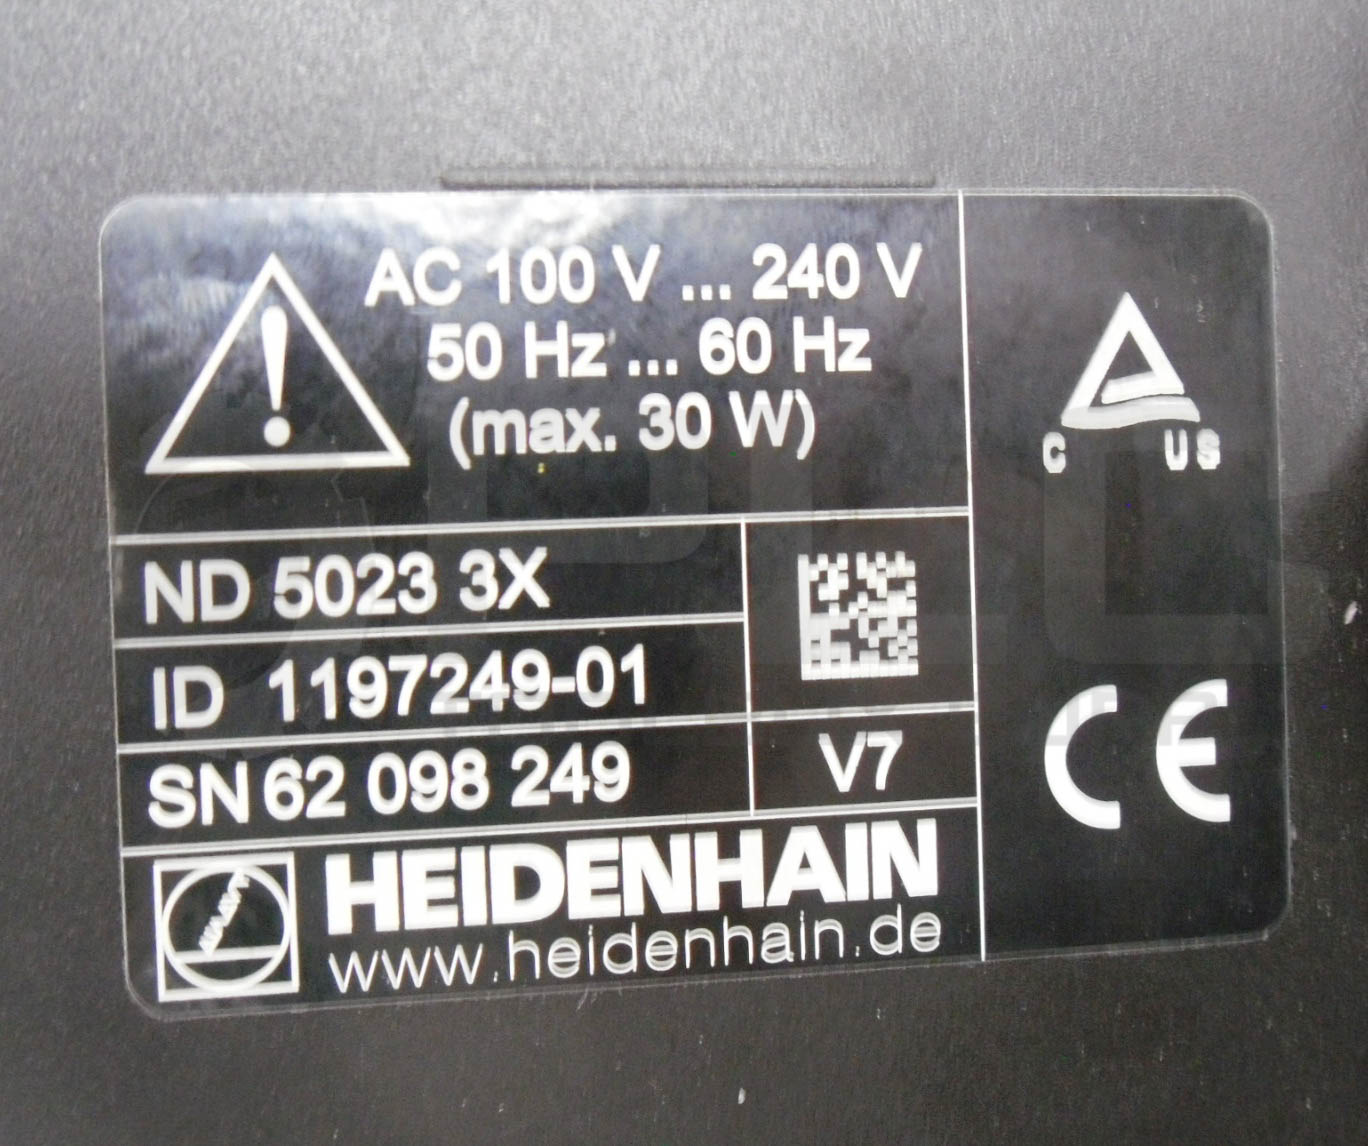 AC 100 V ... 240 V
50 Hz ... 60 Hz
(max. 30 W)
C US
ND 5023 3X
ID 1197249-01
SN 62 098 249
V7
CE
HEIDENHAIN
www.heidenhain.de